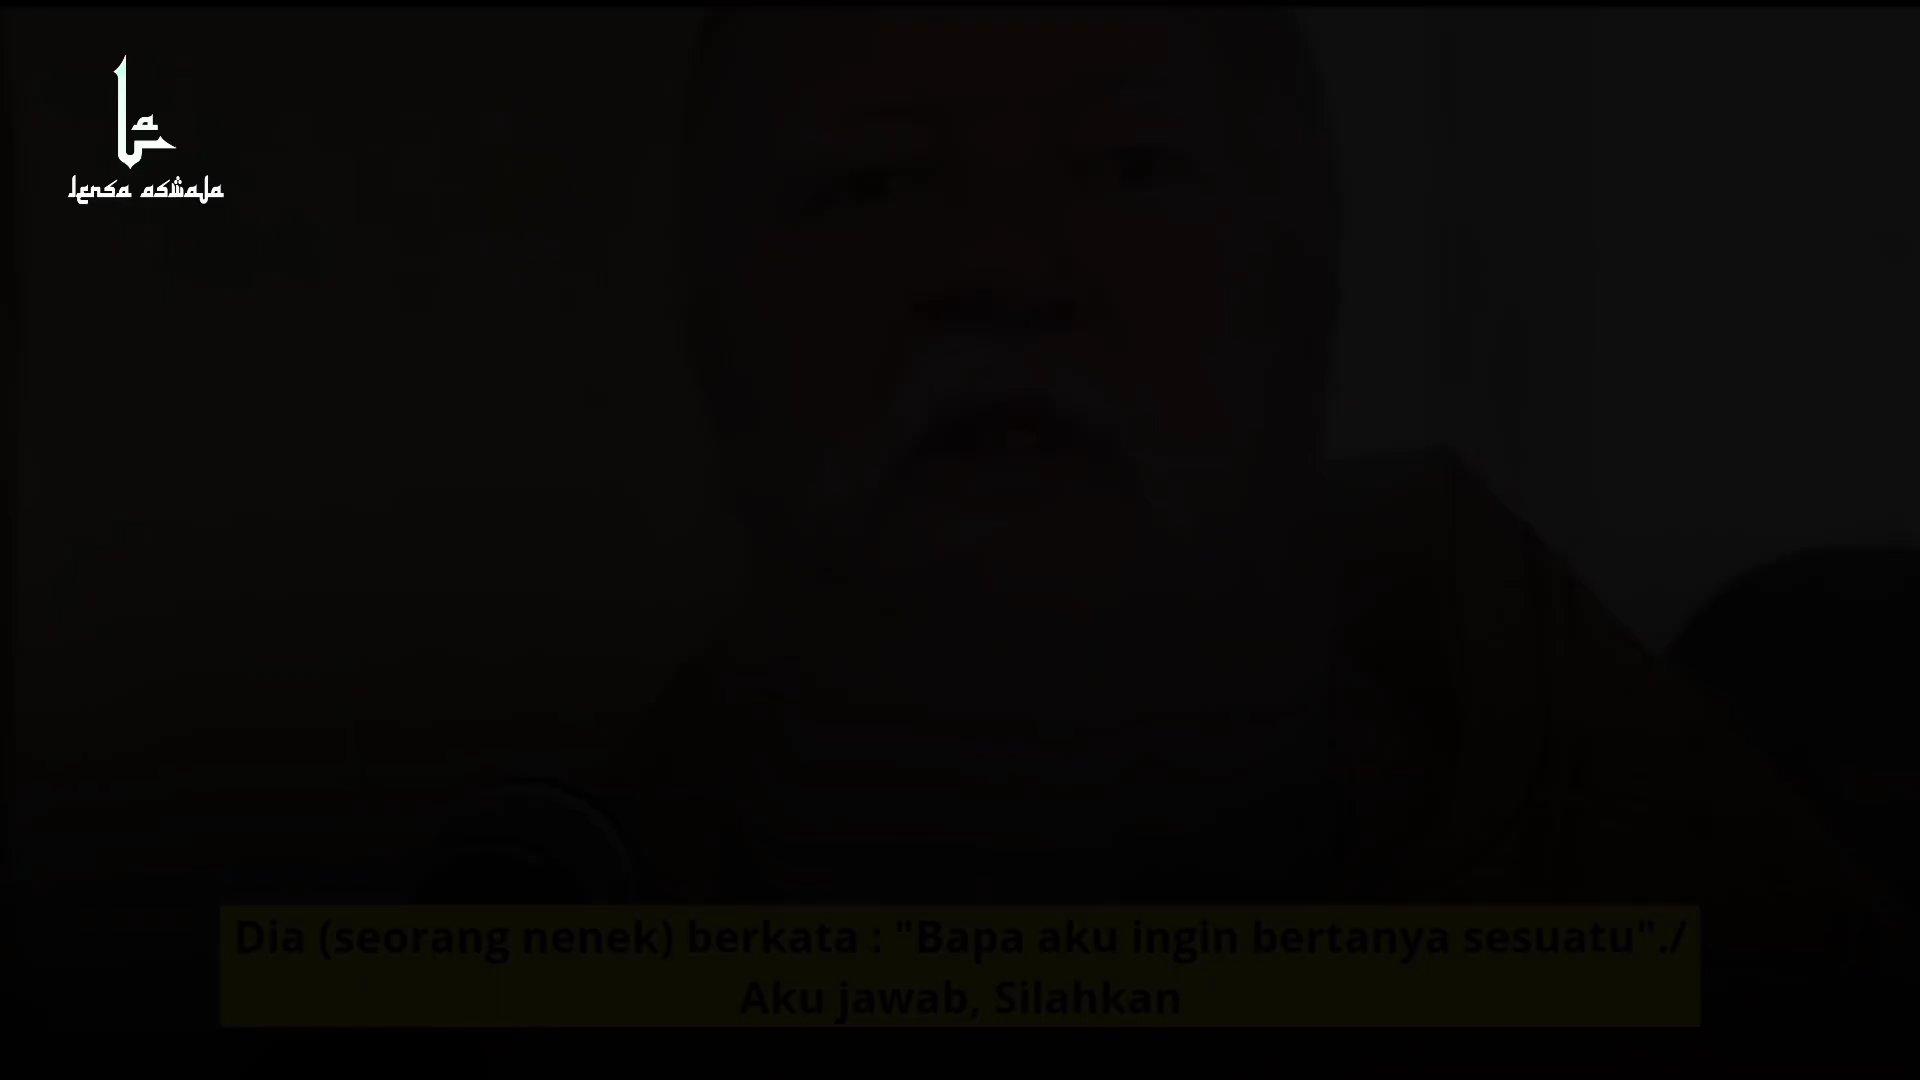 lensa aswaja
Dia (seorang nenek) berkata : "Bapa aku ingin bertanya sesuatu"./
Aku jawab, Silahkan